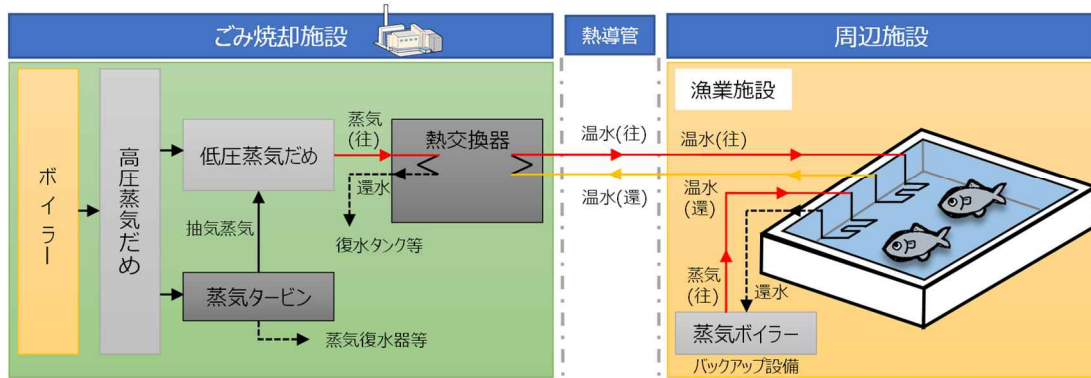 ごみ焼却施設
熱導管
周辺施設
ボイラー
高圧蒸気だめ
低圧蒸気だめ
蒸気
(往)
熱交換器
還水
復水タンク等
抽気蒸気
蒸気タービン
蒸気復水器等
温水(往)
温水(還)
漁業施設
温水(往)
温水
(還)
蒸気
(往)
還水
蒸気ボイラー
バックアップ設備